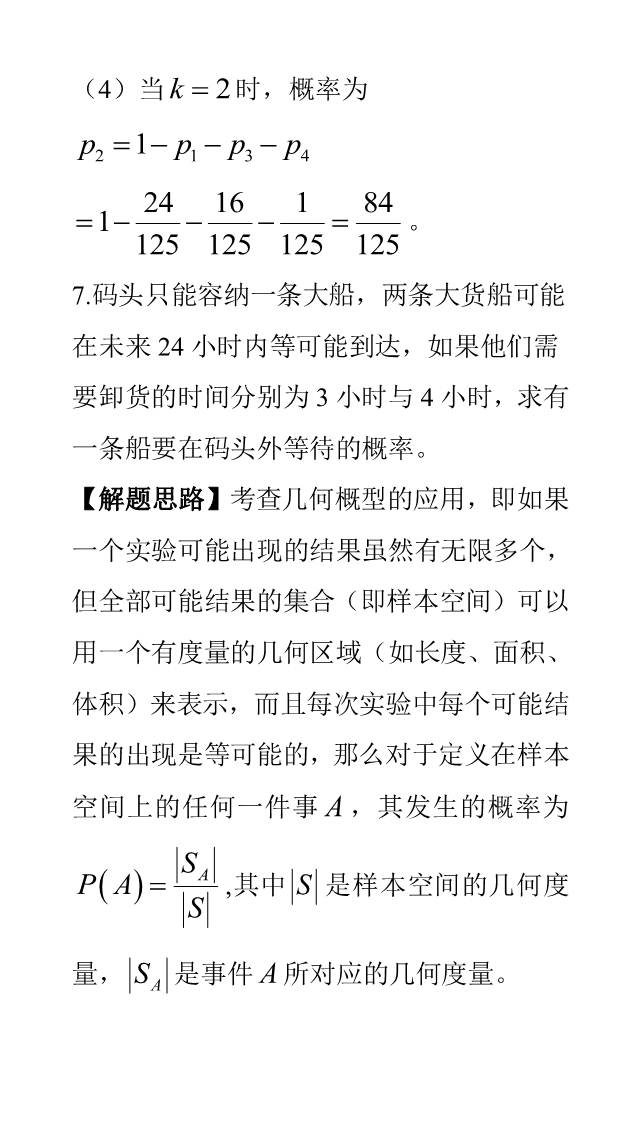 （4）当 k = 2 时，概率为
p₂ = 1 − p₁ − p₃ − p₄
= 1 − 24/125 − 16/125 − 1/125 = 84/125 。
7.码头只能容纳一条大船，两条大货船可能
在未来 24 小时内等可能到达，如果他们需
要卸货的时间分别为 3 小时与 4 小时，求有
一条船要在码头外等待的概率。
【解题思路】考查几何概型的应用，即如果
一个实验可能出现的结果虽然有无限多个，
但全部可能结果的集合（即样本空间）可以
用一个有度量的几何区域（如长度、面积、
体积）来表示，而且每次实验中每个可能结
果的出现是等可能的，那么对于定义在样本
空间上的任何一件事 A ，其发生的概率为
P(A) = |S_A| / |S| ,其中 |S| 是样本空间的几何度
量，|S_A| 是事件 A 所对应的几何度量。